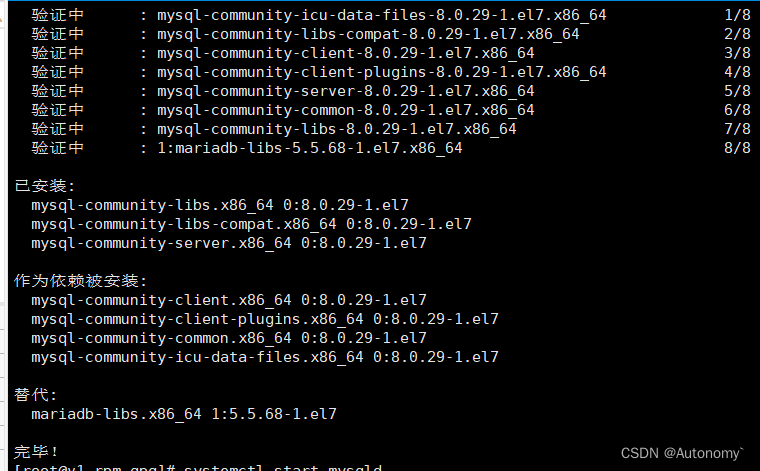 验证中 : mysql-community-icu-data-files-8.0.29-1.el7.x86_64 1/8
验证中 : mysql-community-libs-compat-8.0.29-1.el7.x86_64 2/8
验证中 : mysql-community-client-8.0.29-1.el7.x86_64 3/8
验证中 : mysql-community-client-plugins-8.0.29-1.el7.x86_64 4/8
验证中 : mysql-community-server-8.0.29-1.el7.x86_64 5/8
验证中 : mysql-community-common-8.0.29-1.el7.x86_64 6/8
验证中 : mysql-community-libs-8.0.29-1.el7.x86_64 7/8
验证中 : 1:mariadb-libs-5.5.68-1.el7.x86_64 8/8
已安装:
mysql-community-libs.x86_64 0:8.0.29-1.el7
mysql-community-libs-compat.x86_64 0:8.0.29-1.el7
mysql-community-server.x86_64 0:8.0.29-1.el7
作为依赖被安装:
mysql-community-client.x86_64 0:8.0.29-1.el7
mysql-community-client-plugins.x86_64 0:8.0.29-1.el7
mysql-community-common.x86_64 0:8.0.29-1.el7
mysql-community-icu-data-files.x86_64 0:8.0.29-1.el7
替代:
mariadb-libs.x86_64 1:5.5.68-1.el7
完毕！
[root@v1 rpm-gpg]# systemctl start mysqld
CSDN @Autonomy`